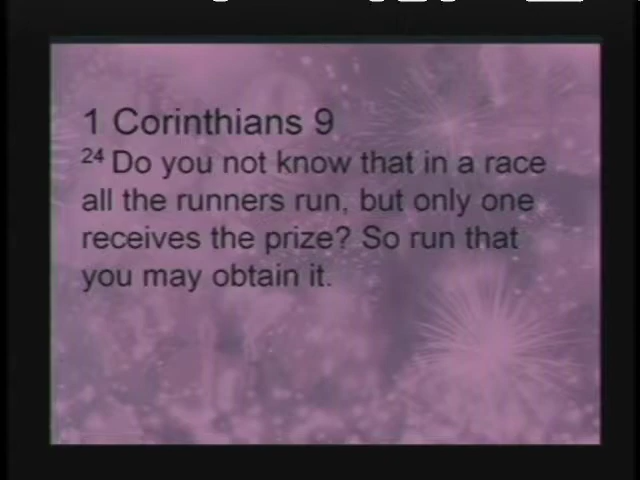 1 Corinthians 9
24 Do you not know that in a race
all the runners run, but only one
receives the prize? So run that
you may obtain it.